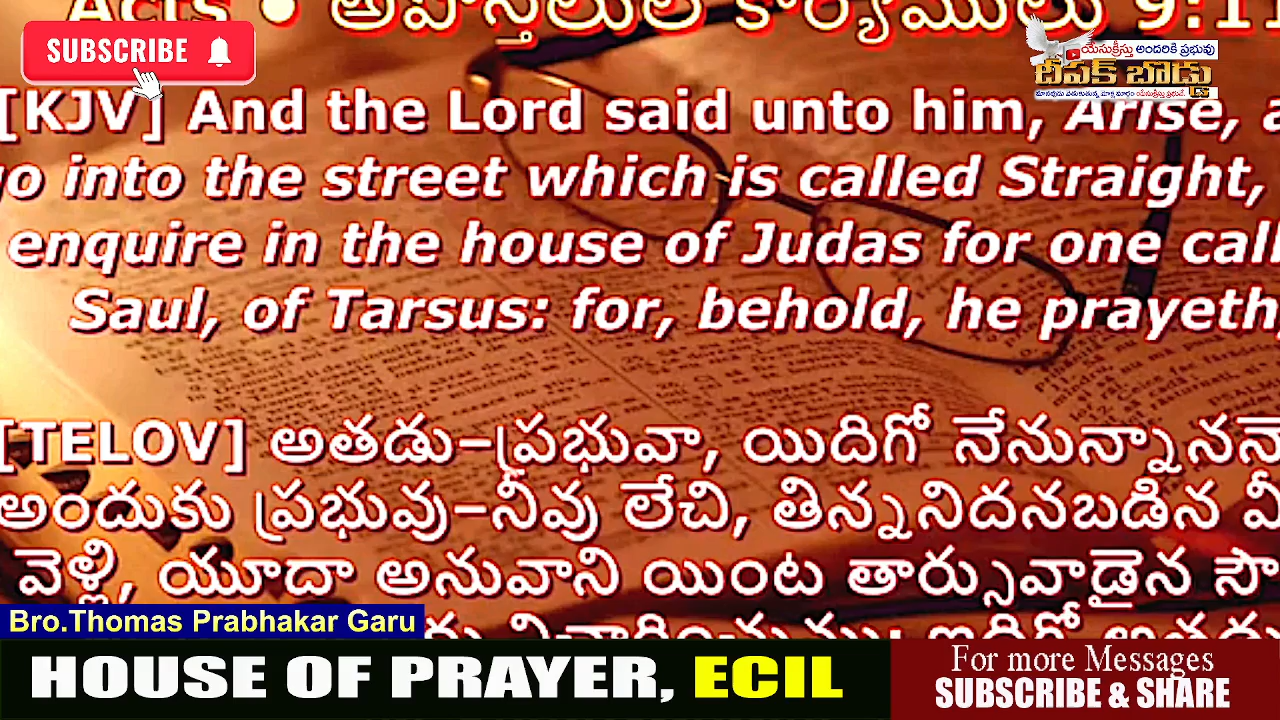 Acts • అపొస్తలుల కార్యములు 9:11
SUBSCRIBE
యేసుక్రీస్తు అందరికి ప్రభువు
దీపక్ బొడ్డు
[KJV] And the Lord said unto him, Arise, a
go into the street which is called Straight,
enquire in the house of Judas for one call
Saul, of Tarsus: for, behold, he prayeth,
[TELOV] అతడు–ప్రభువా, యిదిగో నేనున్నాననె
అందుకు ప్రభువు–నీవు లేచి, తిన్ననిదనబడిన వీ
వెళ్లి, యూదా అనువాని యింట తార్సువాడైన సౌ
Bro.Thomas Prabhakar Garu
HOUSE OF PRAYER, ECIL
For more Messages
SUBSCRIBE & SHARE